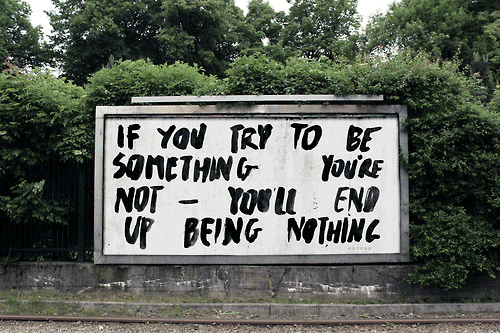 IF YOU TRY TO BE
SOMETHING YOU'RE
NOT — YOU'LL END
UP BEING NOTHING